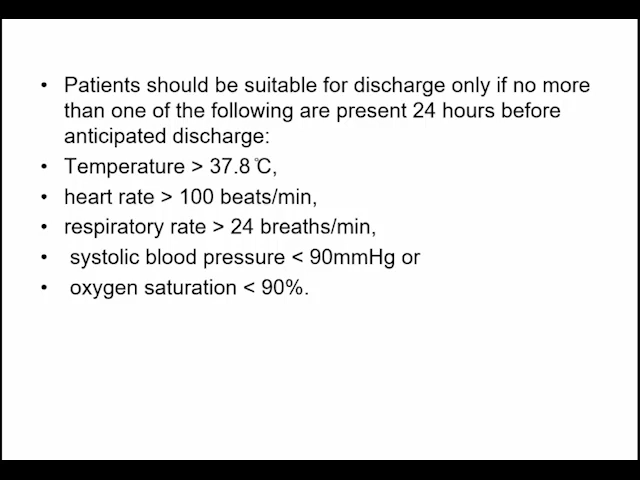 • Patients should be suitable for discharge only if no more
than one of the following are present 24 hours before
anticipated discharge:
• Temperature > 37.8℃,
• heart rate > 100 beats/min,
• respiratory rate > 24 breaths/min,
• systolic blood pressure < 90mmHg or
• oxygen saturation < 90%.